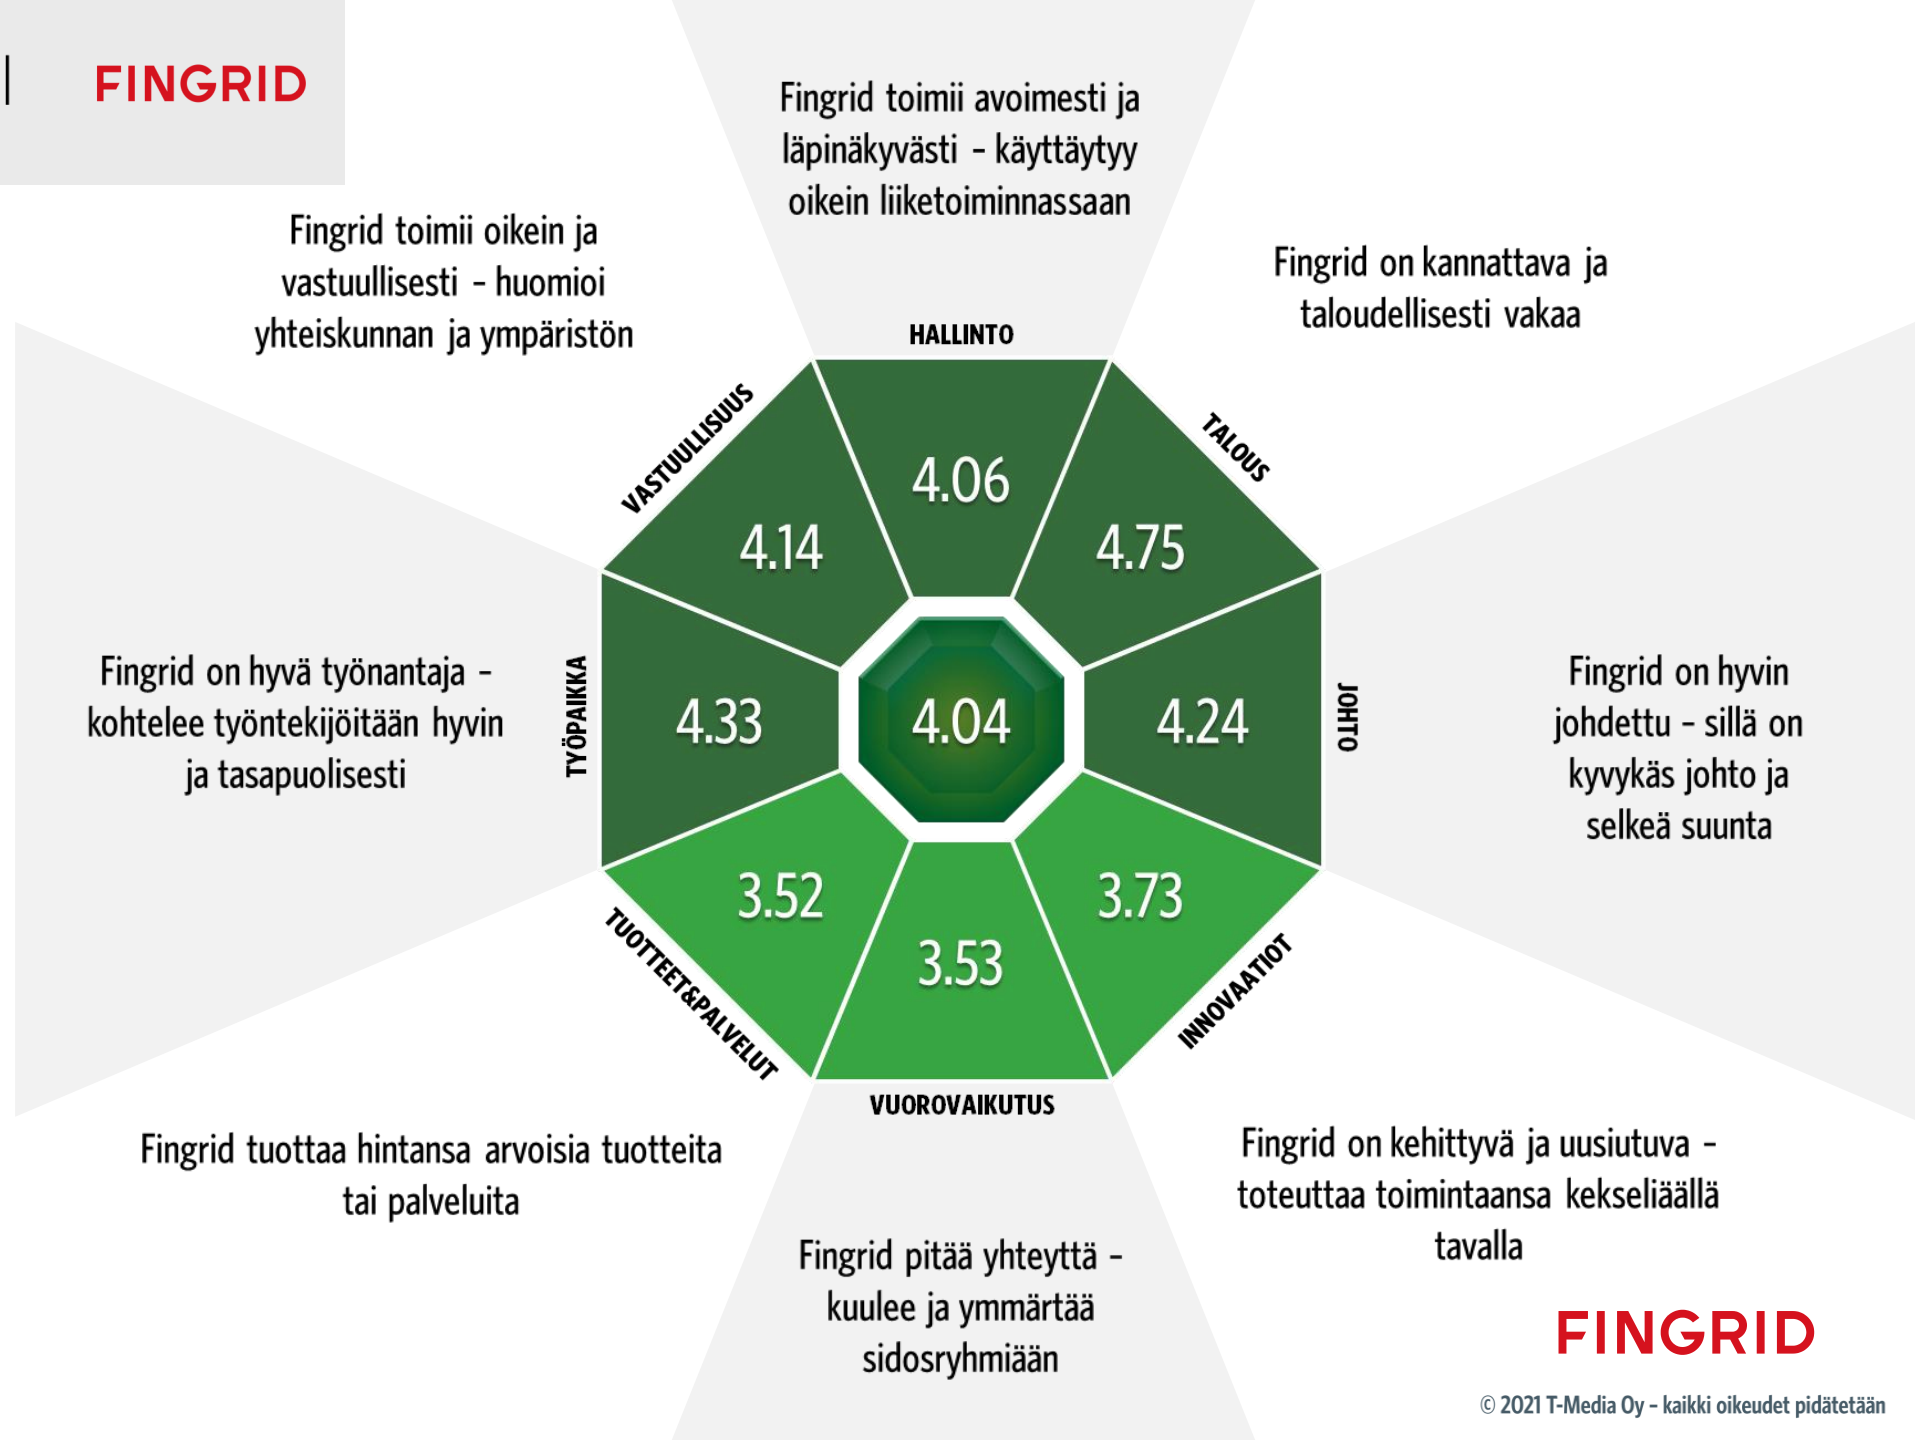 FINGRID
Fingrid toimii avoimesti ja
läpinäkyvästi – käyttäytyy
oikein liiketoiminnassaan
Fingrid toimii oikein ja
vastuullisesti – huomioi
yhteiskunnan ja ympäristön
Fingrid on kannattava ja
taloudellisesti vakaa
HALLINTO
VASTUULLISUUS
TALOUS
4.06
4.14
4.75
Fingrid on hyvä työnantaja –
kohtelee työntekijöitään hyvin
ja tasapuolisesti
TYÖPAIKKA
4.33
4.04
4.24
JOHTO
Fingrid on hyvin
johdettu – sillä on
kyvykäs johto ja
selkeä suunta
3.52
3.53
3.73
TUOTTEET&PALVELUT
INNOVAATIOT
VUOROVAIKUTUS
Fingrid tuottaa hintansa arvoisia tuotteita
tai palveluita
Fingrid on kehittyvä ja uusiutuva –
toteuttaa toimintaansa kekseliäällä
tavalla
Fingrid pitää yhteyttä –
kuulee ja ymmärtää
sidosryhmiään
FINGRID
© 2021 T-Media Oy – kaikki oikeudet pidätetään